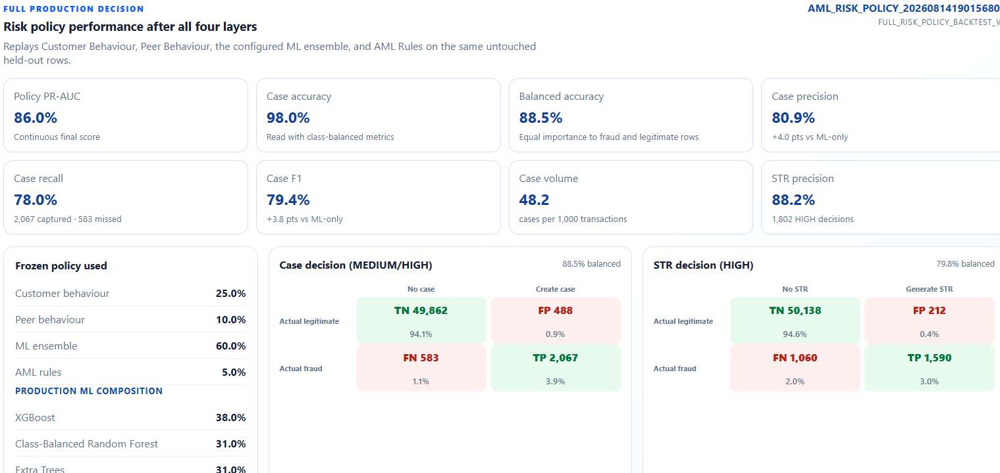 FULL PRODUCTION DECISION
AML_RISK_POLICY_2026081419015680
Risk policy performance after all four layers
FULL_RISK_POLICY_BACKTEST_V
Replays Customer Behaviour, Peer Behaviour, the configured ML ensemble, and AML Rules on the same untouched
held-out rows.
Policy PR-AUC
86.0%
Continuous final score
Case accuracy
98.0%
Read with class-balanced metrics
Balanced accuracy
88.5%
Equal importance to fraud and legitimate rows
Case precision
80.9%
+4.0 pts vs ML-only
Case recall
78.0%
2,067 captured · 583 missed
Case F1
79.4%
+3.8 pts vs ML-only
Case volume
48.2
cases per 1,000 transactions
STR precision
88.2%
1,802 HIGH decisions
Frozen policy used
Customer behaviour 25.0%
Peer behaviour 10.0%
ML ensemble 60.0%
AML rules 5.0%
PRODUCTION ML COMPOSITION
XGBoost 38.0%
Class-Balanced Random Forest 31.0%
Extra Trees 31.0%
Case decision (MEDIUM/HIGH) 88.5% balanced
No case Create case
Actual legitimate TN 49,862 FP 488
94.1% 0.9%
Actual fraud FN 583 TP 2,067
1.1% 3.9%
STR decision (HIGH) 79.8% balanced
No STR Generate STR
Actual legitimate TN 50,138 FP 212
94.6% 0.4%
Actual fraud FN 1,060 TP 1,590
2.0% 3.0%